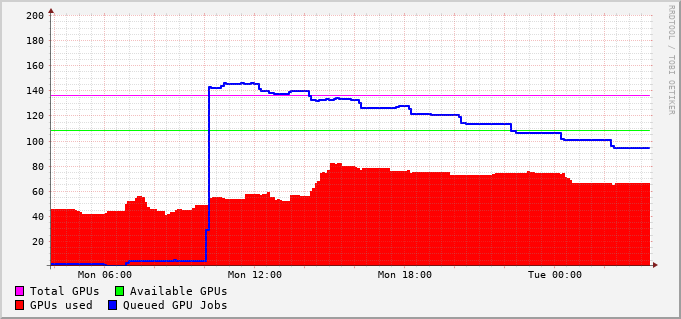 200
180
160
140
120
100
80
60
40
20
Mon 06:00 Mon 12:00 Mon 18:00 Tue 00:00
Total GPUs Available GPUs
GPUs used Queued GPU Jobs
RRDTOOL / TOBI OETIKER